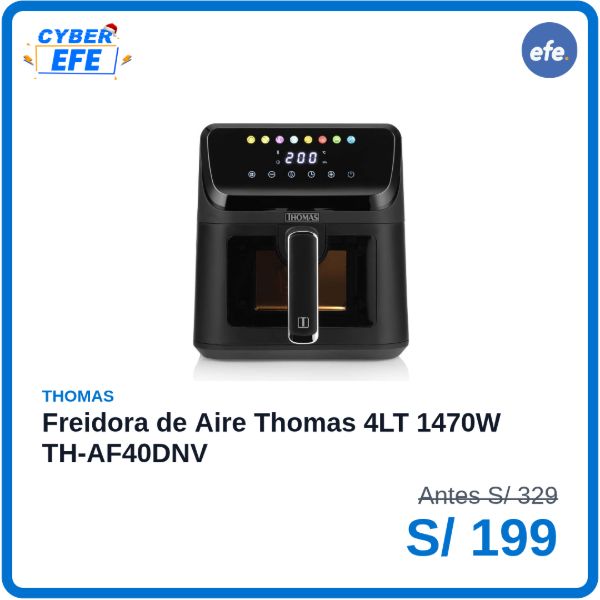 CYBER
EFE
efe.
200
THOMAS
THOMAS
Freidora de Aire Thomas 4LT 1470W
TH-AF40DNV
Antes S/ 329
S/ 199